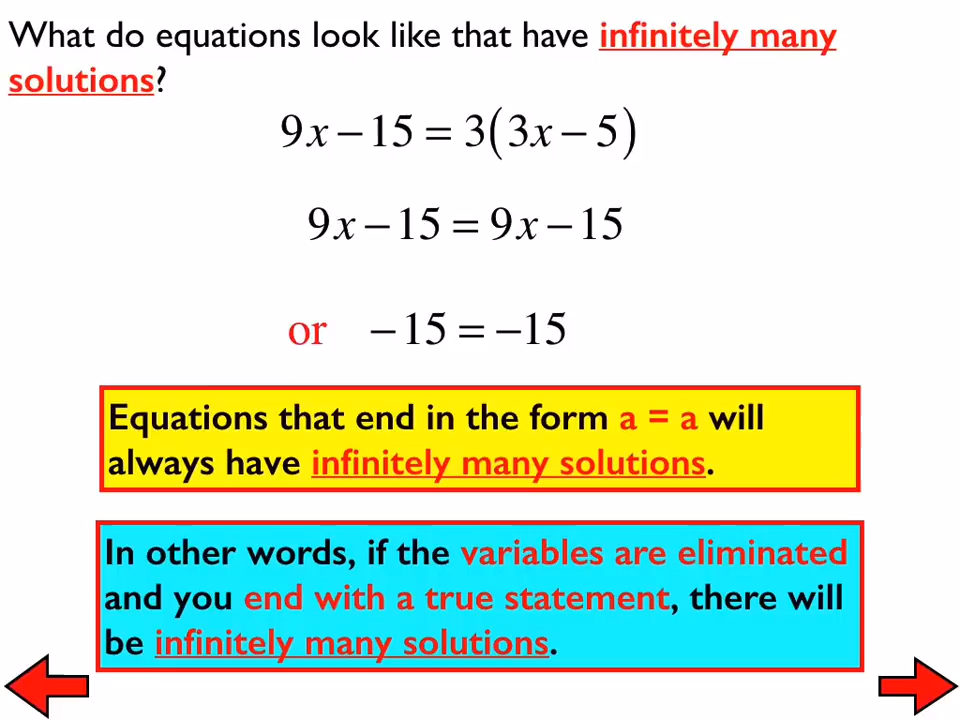 What do equations look like that have infinitely many
solutions?
9x − 15 = 3(3x − 5)
9x − 15 = 9x − 15
or −15 = −15
Equations that end in the form a = a will
always have infinitely many solutions.
In other words, if the variables are eliminated
and you end with a true statement, there will
be infinitely many solutions.